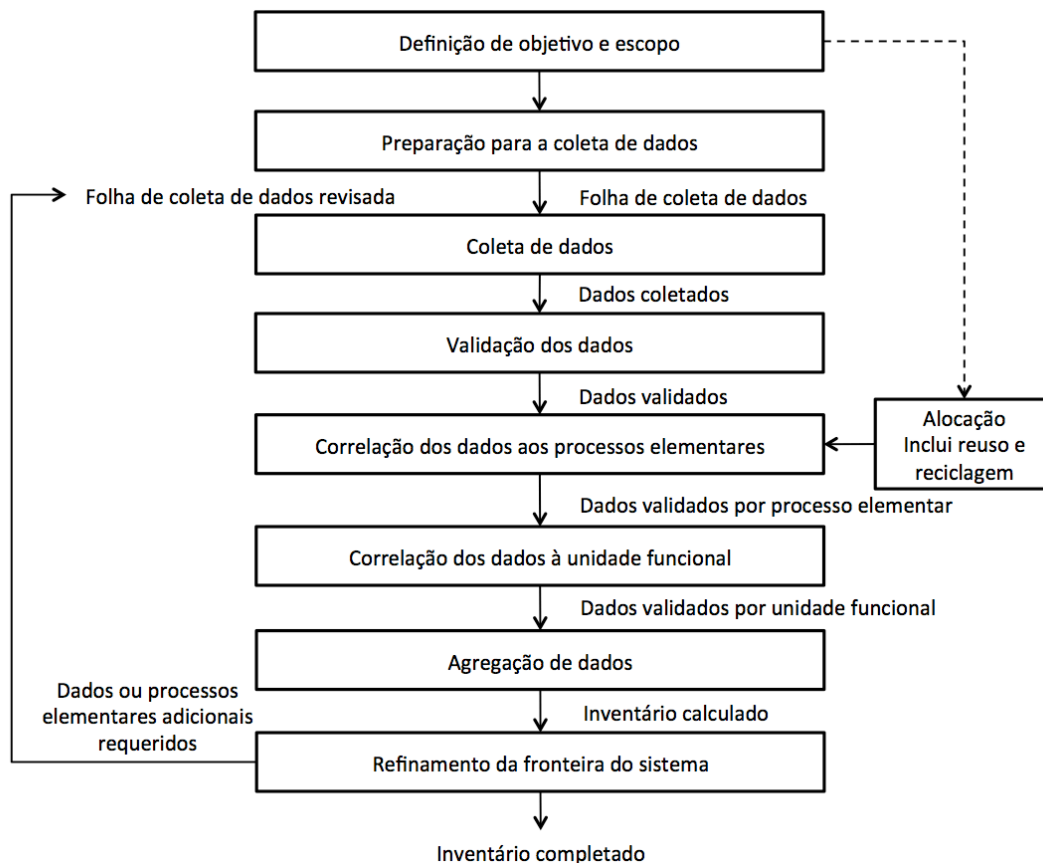 Definição de objetivo e escopo
Preparação para a coleta de dados
Folha de coleta de dados revisada
Folha de coleta de dados
Coleta de dados
Dados coletados
Validação dos dados
Dados validados
Correlação dos dados aos processos elementares
Alocação
Inclui reuso e
reciclagem
Dados validados por processo elementar
Correlação dos dados à unidade funcional
Dados validados por unidade funcional
Agregação de dados
Dados ou processos
elementares adicionais
requeridos
Inventário calculado
Refinamento da fronteira do sistema
Inventário completado